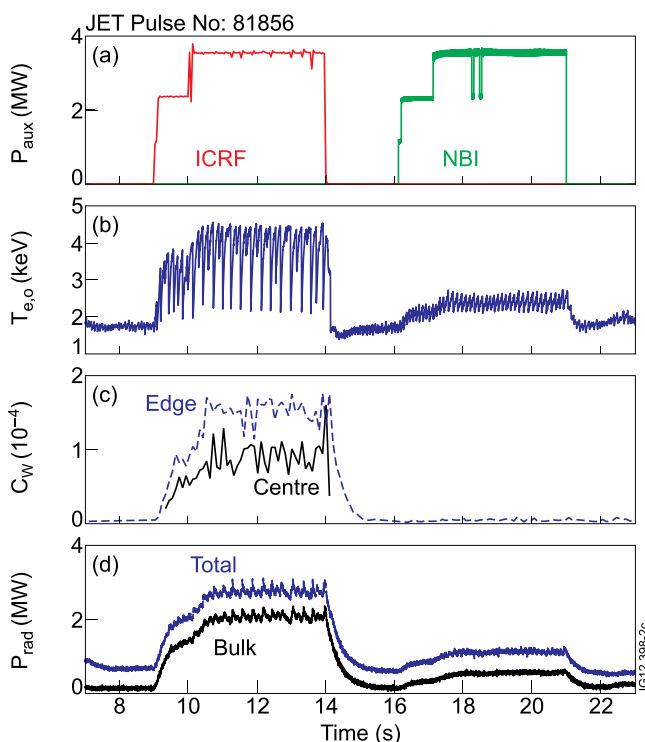 JET Pulse No: 81856
(a)
4
2
0
P_aux (MW)
ICRF
NBI
(b)
5
4
3
2
1
T_e,o (keV)
(c)
2
1
0
C_W (10⁻⁴)
Edge
Centre
(d)
4
2
0
P_rad (MW)
Total
Bulk
8 10 12 14 16 18 20 22
Time (s)